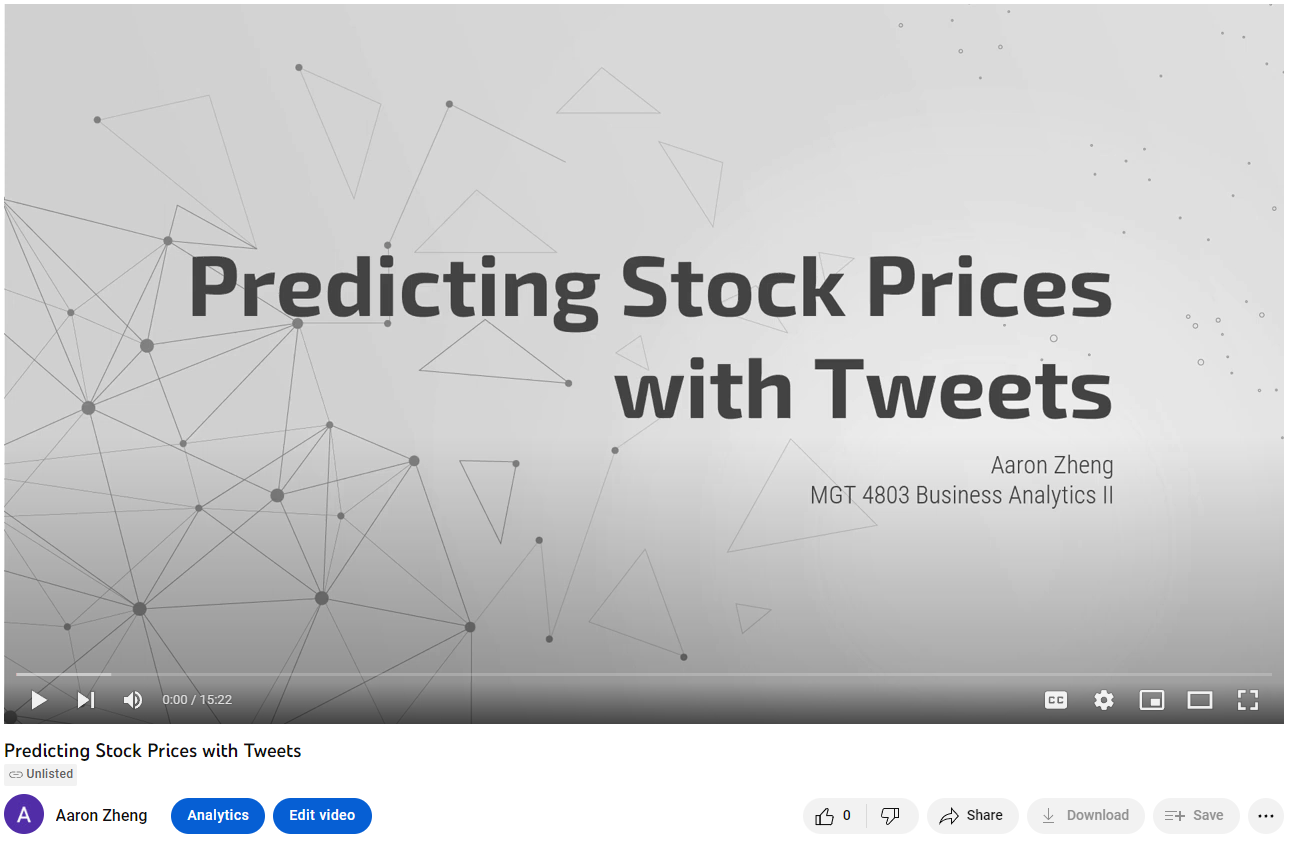 Predicting Stock Prices
with Tweets
Aaron Zheng
MGT 4803 Business Analytics II
0:00 / 15:22
CC
Predicting Stock Prices with Tweets
Unlisted
A
Aaron Zheng
Analytics
Edit video
0
Share
Download
Save